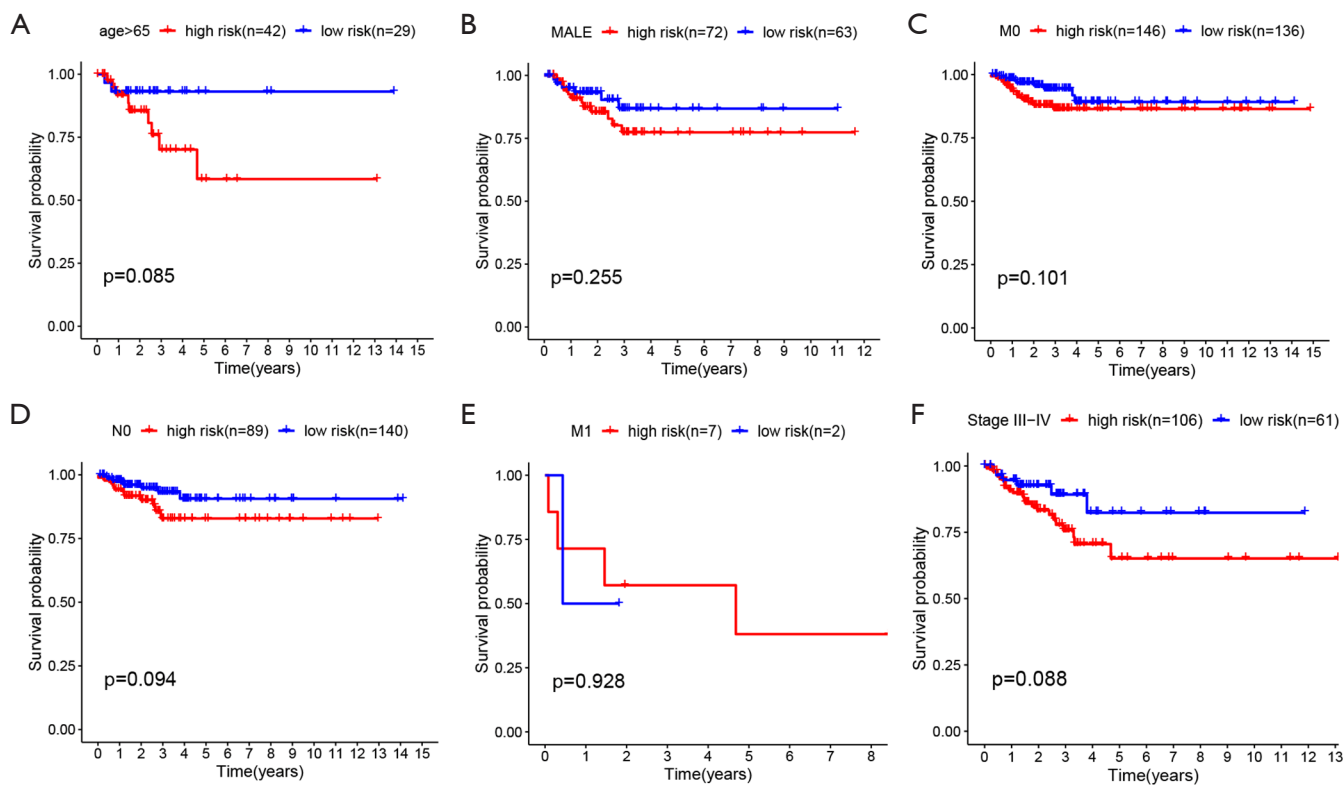 A
age>65 high risk(n=42) low risk(n=29)
Survival probability
1.00
0.75
0.50
0.25
0.00
p=0.085
0 1 2 3 4 5 6 7 8 9 10 11 12 13 14 15
Time(years)
B
MALE high risk(n=72) low risk(n=63)
Survival probability
1.00
0.75
0.50
0.25
0.00
p=0.255
0 1 2 3 4 5 6 7 8 9 10 11 12
Time(years)
C
M0 high risk(n=146) low risk(n=136)
Survival probability
1.00
0.75
0.50
0.25
0.00
p=0.101
0 1 2 3 4 5 6 7 8 9 10 11 12 13 14 15
Time(years)
D
N0 high risk(n=89) low risk(n=140)
Survival probability
1.00
0.75
0.50
0.25
0.00
p=0.094
0 1 2 3 4 5 6 7 8 9 10 11 12 13 14 15
Time(years)
E
M1 high risk(n=7) low risk(n=2)
Survival probability
1.00
0.75
0.50
0.25
0.00
p=0.928
0 1 2 3 4 5 6 7 8
Time(years)
F
Stage III−IV high risk(n=106) low risk(n=61)
Survival probability
1.00
0.75
0.50
0.25
0.00
p=0.088
0 1 2 3 4 5 6 7 8 9 10 11 12 13
Time(years)